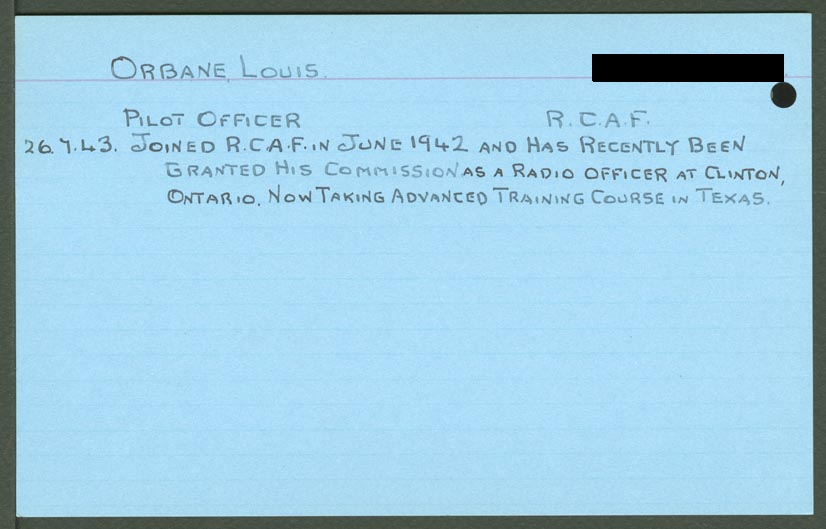 ORBANE, LOUIS.
PILOT OFFICER R.C.A.F.
26.7.43. JOINED R.C.A.F. IN JUNE 1942 AND HAS RECENTLY BEEN
GRANTED HIS COMMISSION AS A RADIO OFFICER AT CLINTON,
ONTARIO. NOW TAKING ADVANCED TRAINING COURSE IN TEXAS.